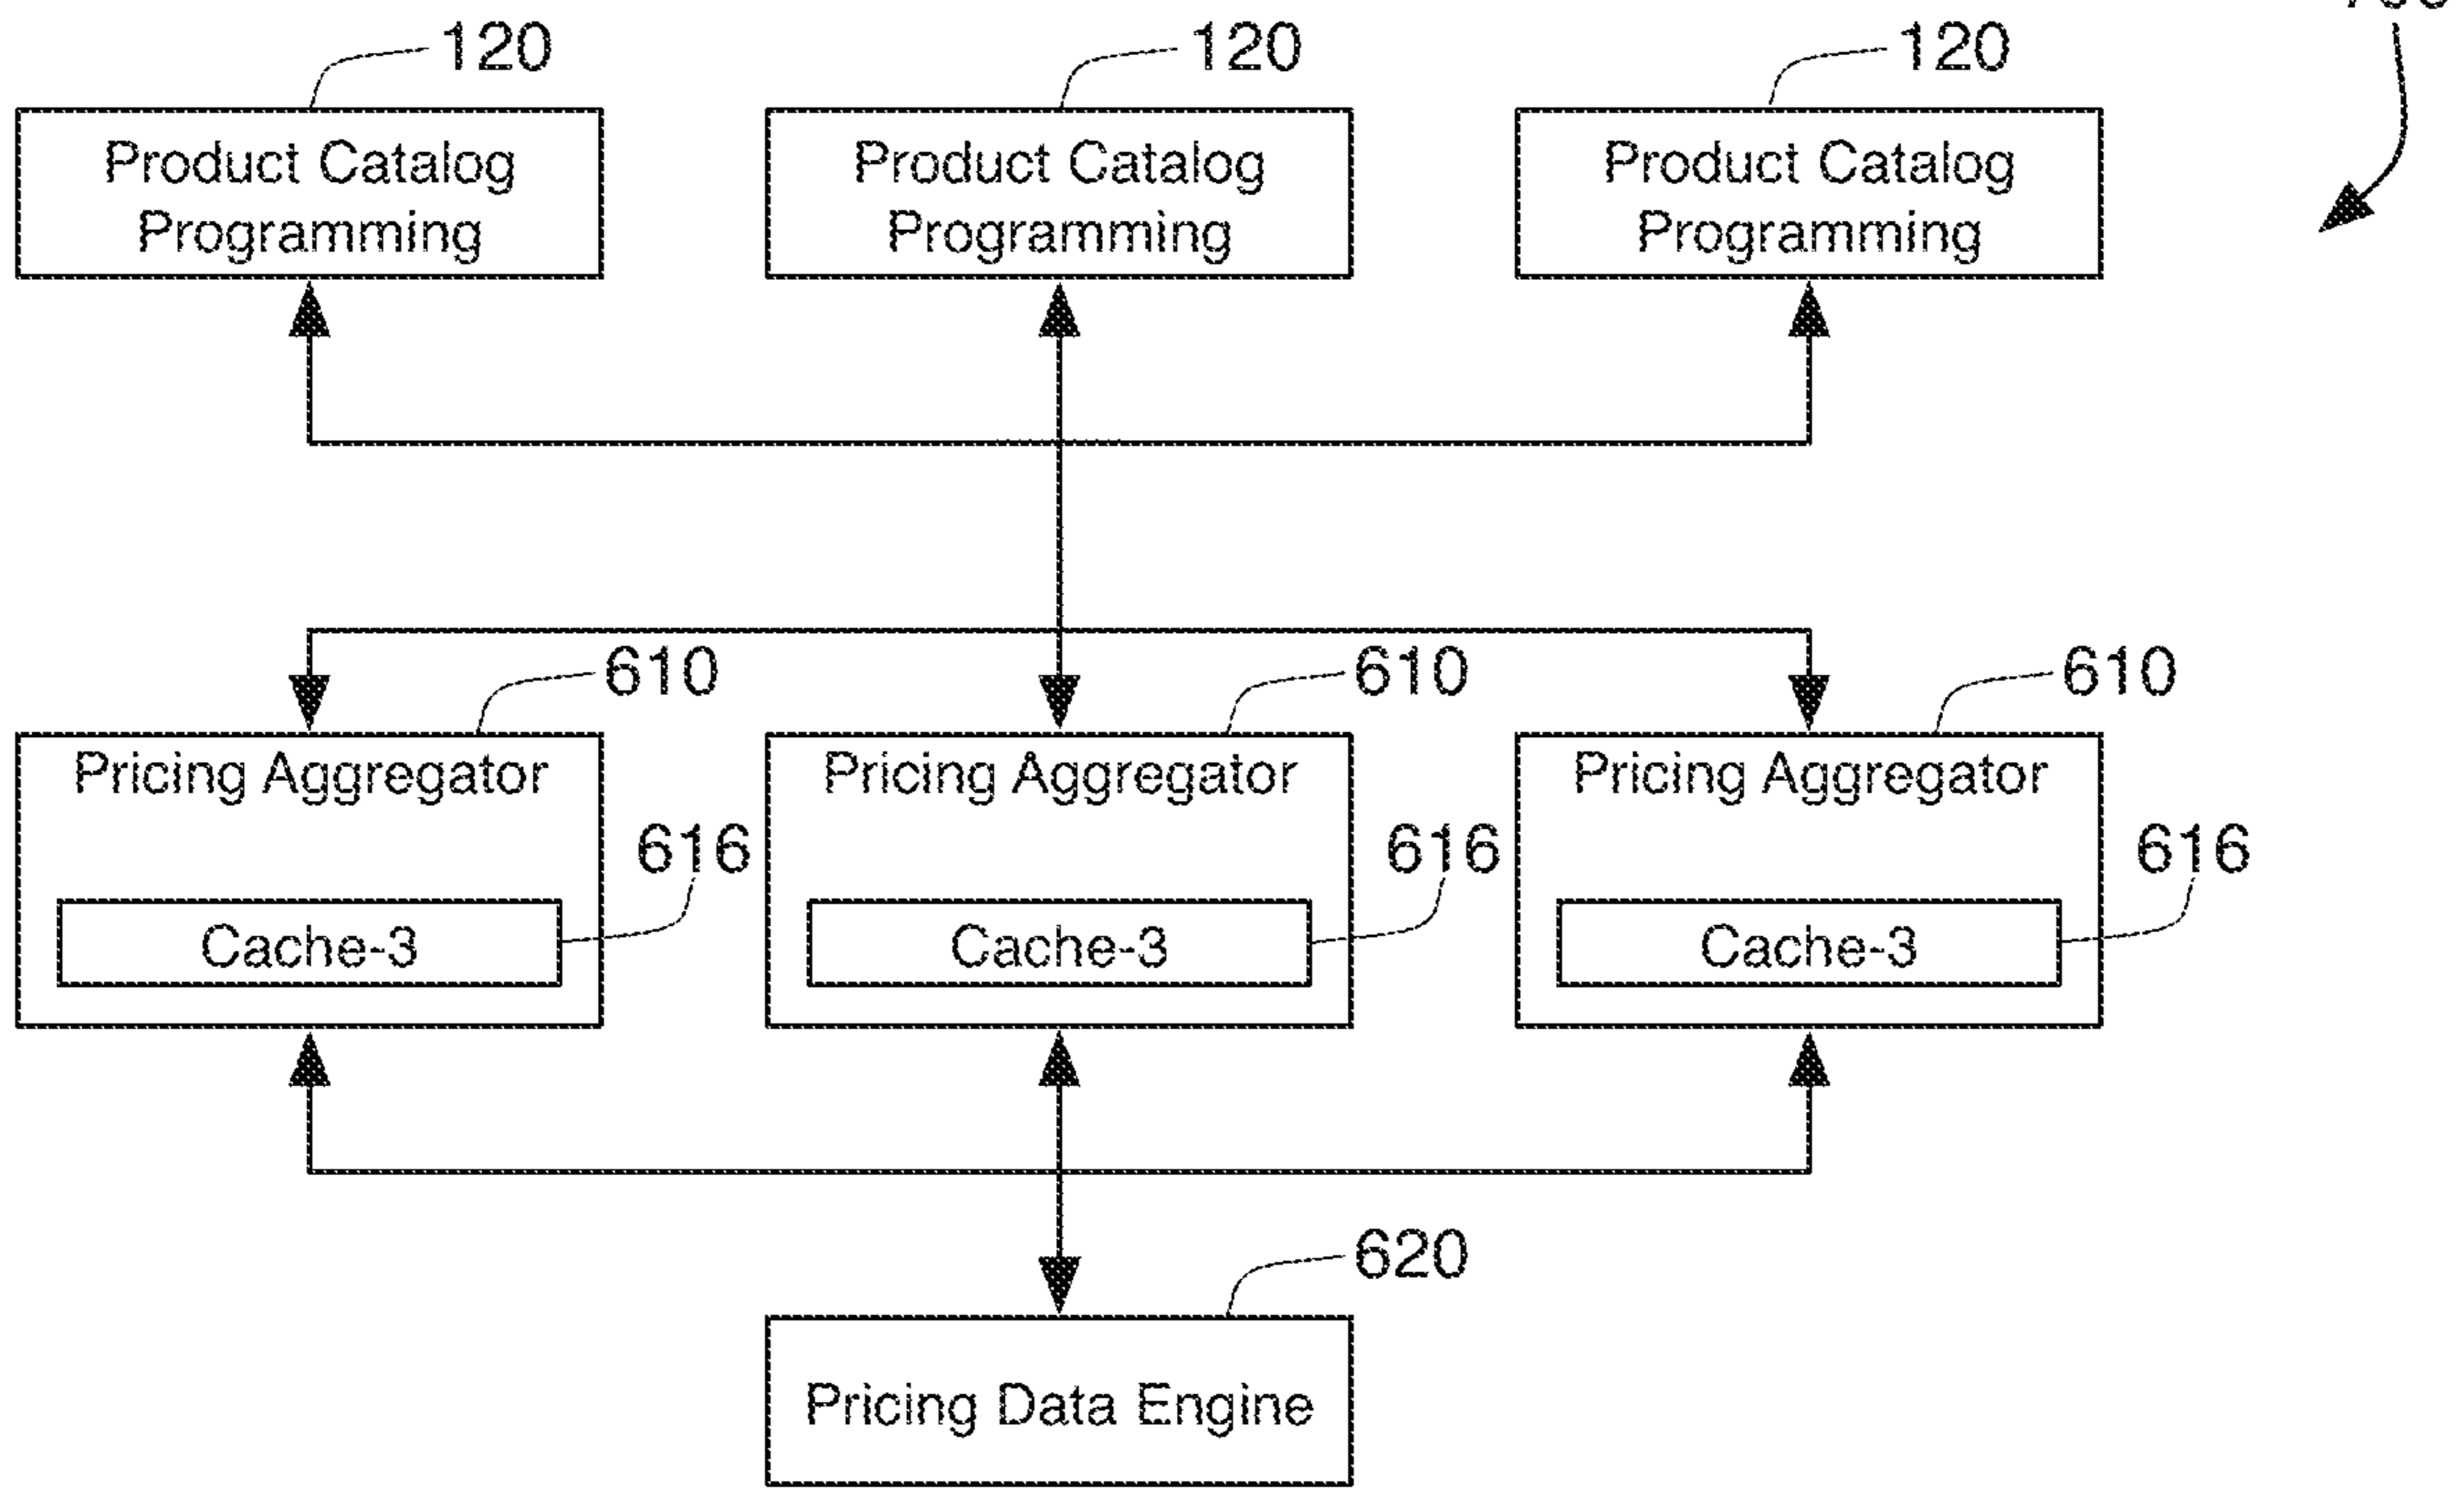 120 120 120
Product Catalog Product Catalog Product Catalog
Programming Programming Programming
610 610 610
Pricing Aggregator Pricing Aggregator Pricing Aggregator
616 616 616
Cache-3 Cache-3 Cache-3
620
Pricing Data Engine